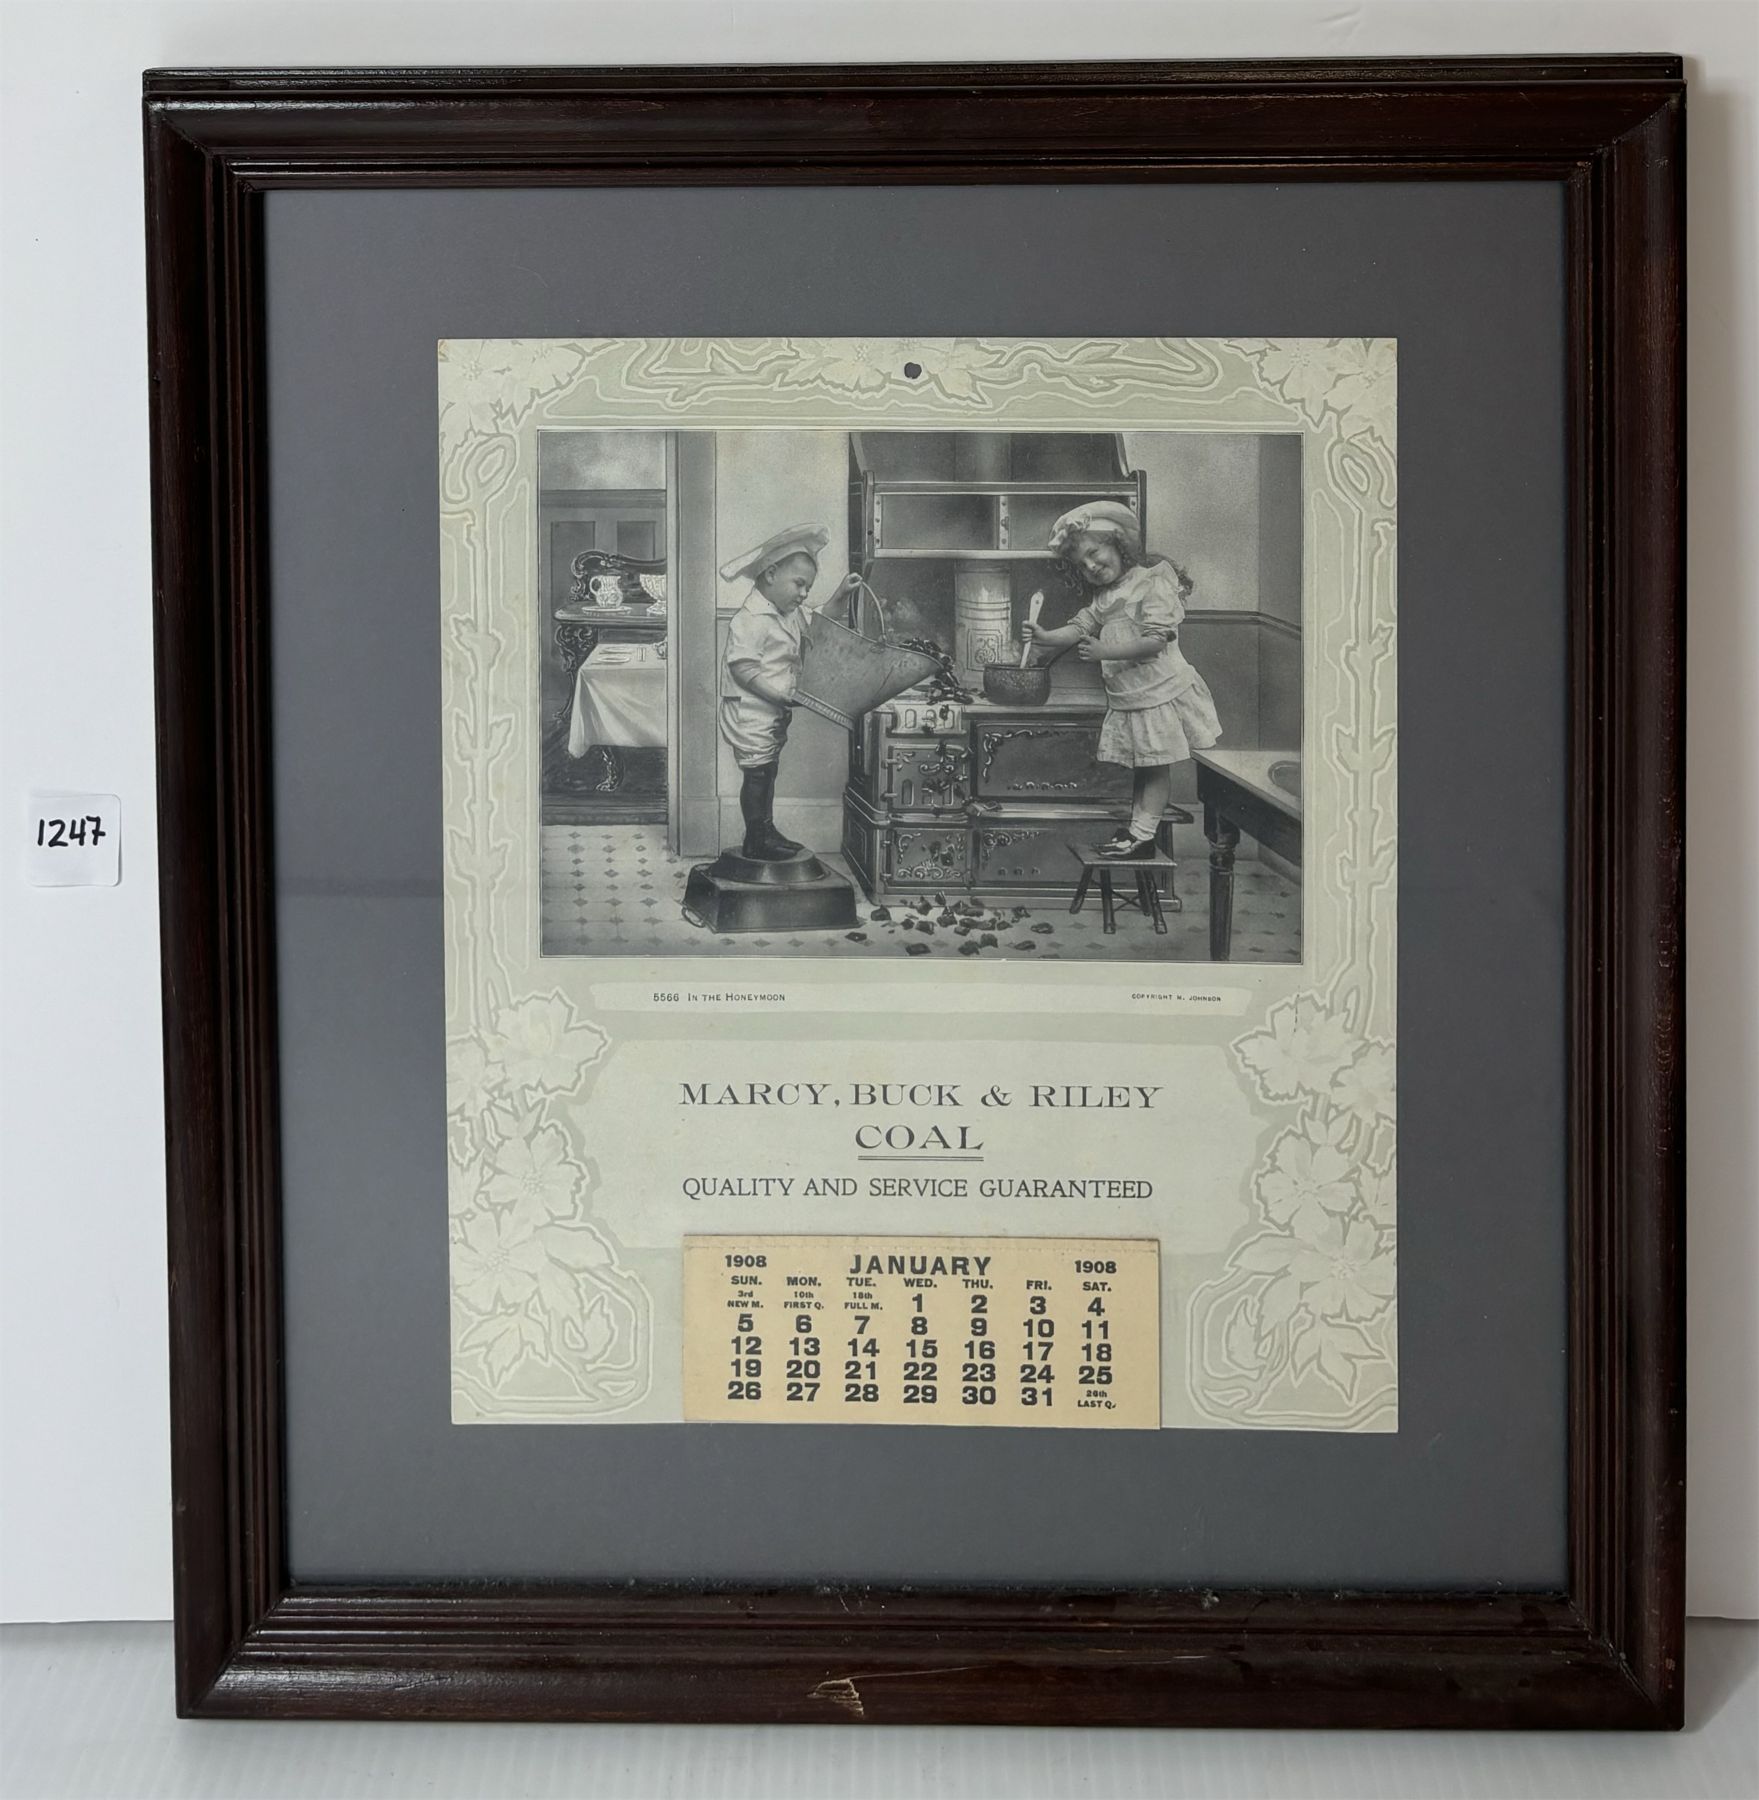 1247
5566 IN THE HONEYMOON
COPYRIGHT M. JOHNSON
MARCY, BUCK & RILEY
COAL
QUALITY AND SERVICE GUARANTEED
1908 JANUARY 1908
SUN. MON. TUE. WED. THU. FRI. SAT.
3rd NEW M. 10th FIRST Q. 18th FULL M. 1 2 3 4
5 6 7 8 9 10 11
12 13 14 15 16 17 18
19 20 21 22 23 24 25
26 27 28 29 30 31 26th LAST Q.